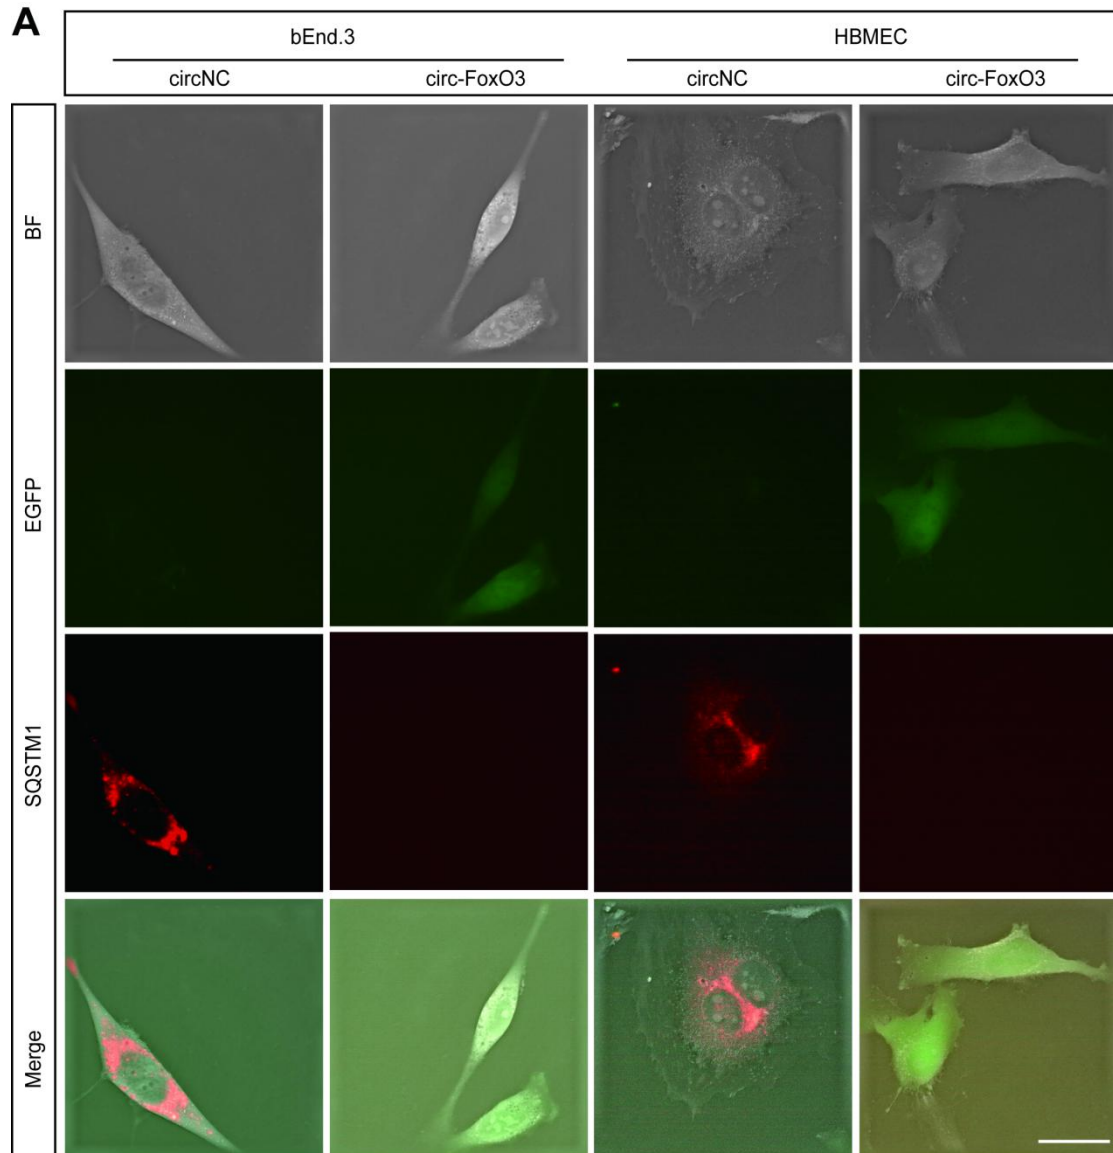 A
bEnd.3 HBMEC
circNC circ-FoxO3 circNC circ-FoxO3
BF
EGFP
SQSTM1
Merge